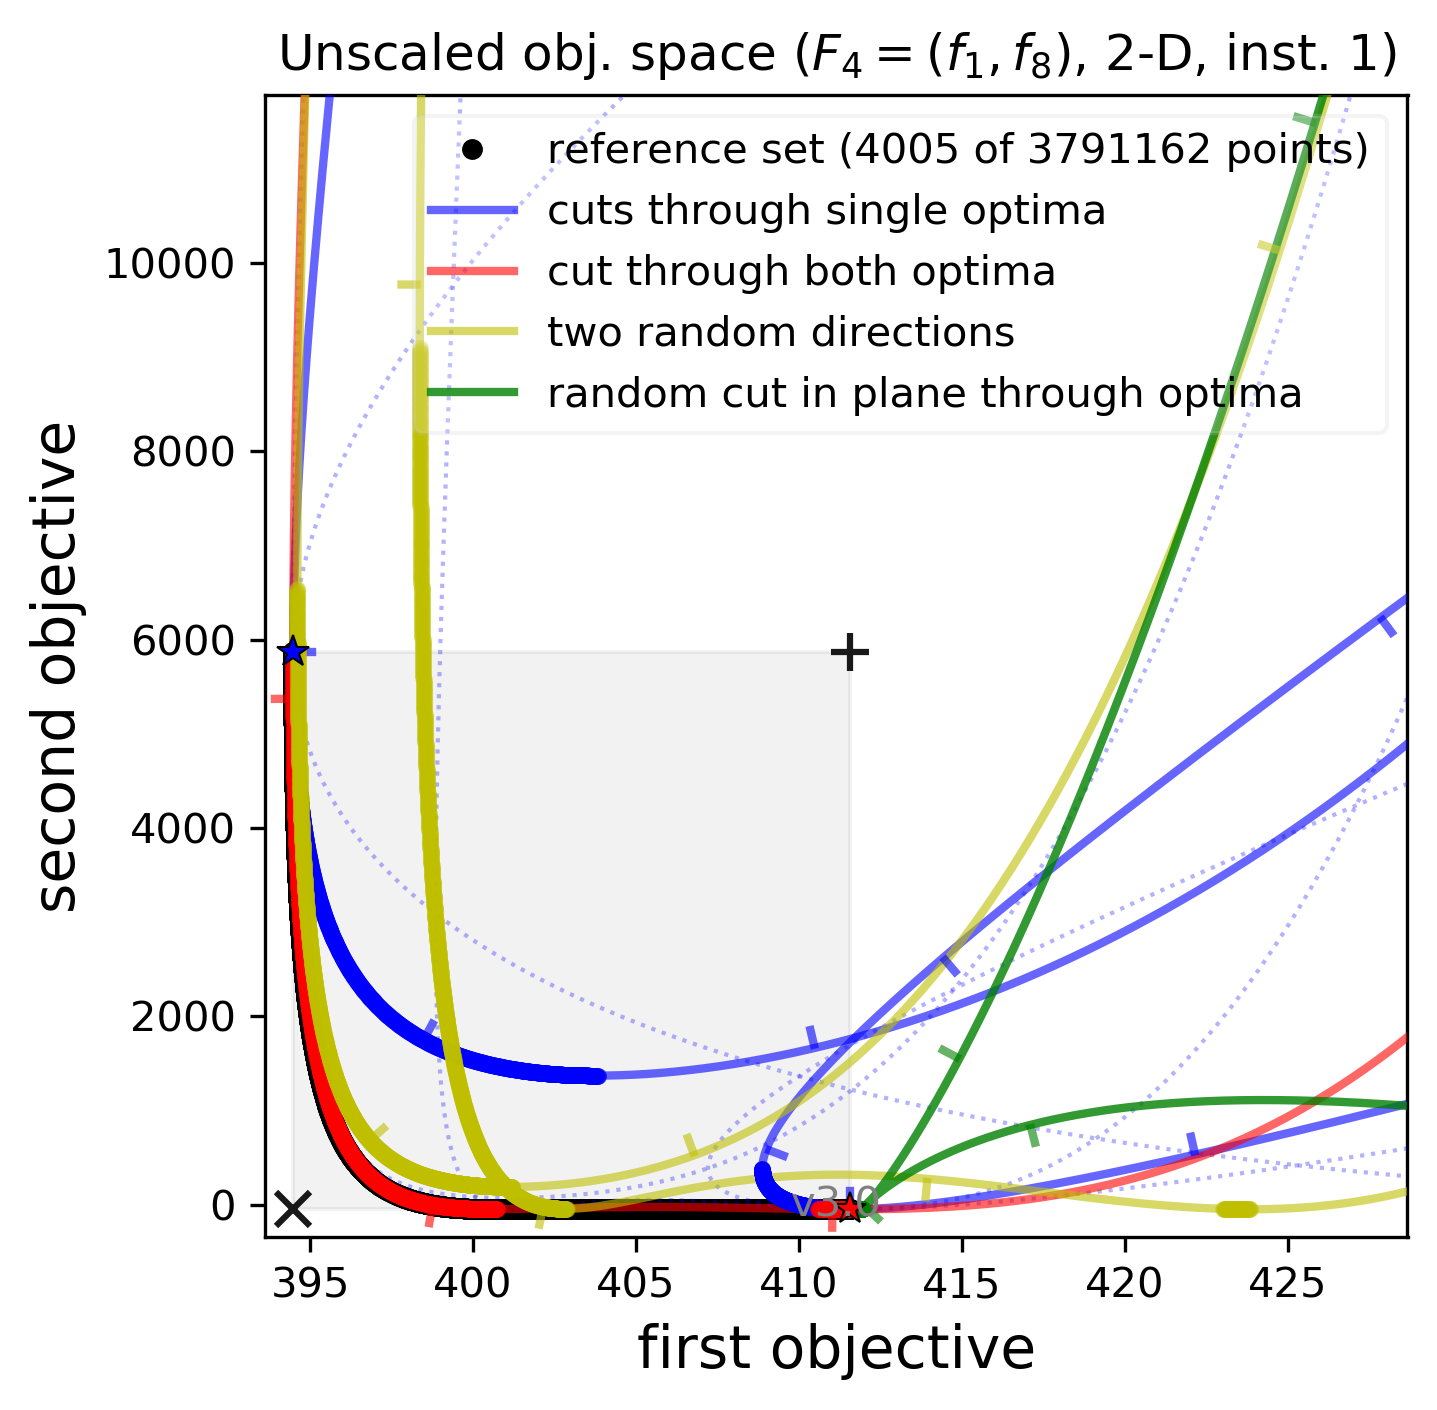 Unscaled obj. space (F₄ = (f₁, f₈), 2-D, inst. 1)
reference set (4005 of 3791162 points)
cuts through single optima
cut through both optima
two random directions
random cut in plane through optima
10000
8000
6000
4000
2000
0
second objective
v3.0
395 400 405 410 415 420 425
first objective